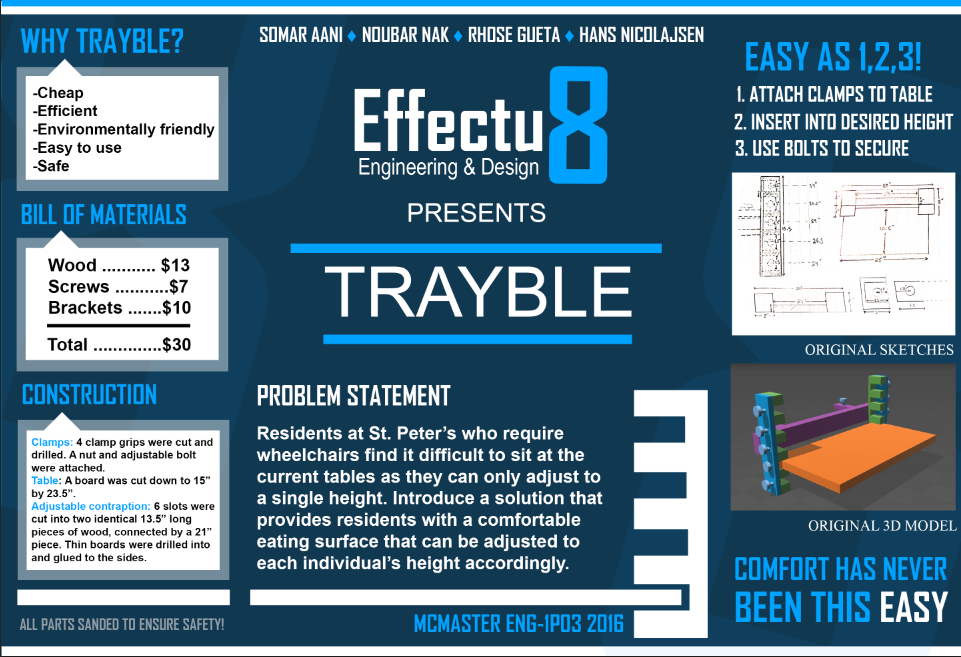 SOMAR AANI ♦ NOUBAR NAK ♦ RHOSE GUETA ♦ HANS NICOLAJSEN
WHY TRAYBLE?
-Cheap
-Efficient
-Environmentally friendly
-Easy to use
-Safe
BILL OF MATERIALS
Wood ........... $13
Screws ...........$7
Brackets .......$10
Total ..............$30
CONSTRUCTION
Clamps: 4 clamp grips were cut and
drilled. A nut and adjustable bolt
were attached.
Table: A board was cut down to 15”
by 23.5”.
Adjustable contraption: 6 slots were
cut into two identical 13.5” long
pieces of wood, connected by a 21”
piece. Thin boards were drilled into
and glued to the sides.
ALL PARTS SANDED TO ENSURE SAFETY!
Effectu8
Engineering & Design
PRESENTS
TRAYBLE
PROBLEM STATEMENT
Residents at St. Peter’s who require
wheelchairs find it difficult to sit at the
current tables as they can only adjust to
a single height. Introduce a solution that
provides residents with a comfortable
eating surface that can be adjusted to
each individual’s height accordingly.
MCMASTER ENG-1P03 2016
EASY AS 1,2,3!
1. ATTACH CLAMPS TO TABLE
2. INSERT INTO DESIRED HEIGHT
3. USE BOLTS TO SECURE
ORIGINAL SKETCHES
ORIGINAL 3D MODEL
COMFORT HAS NEVER
BEEN THIS EASY